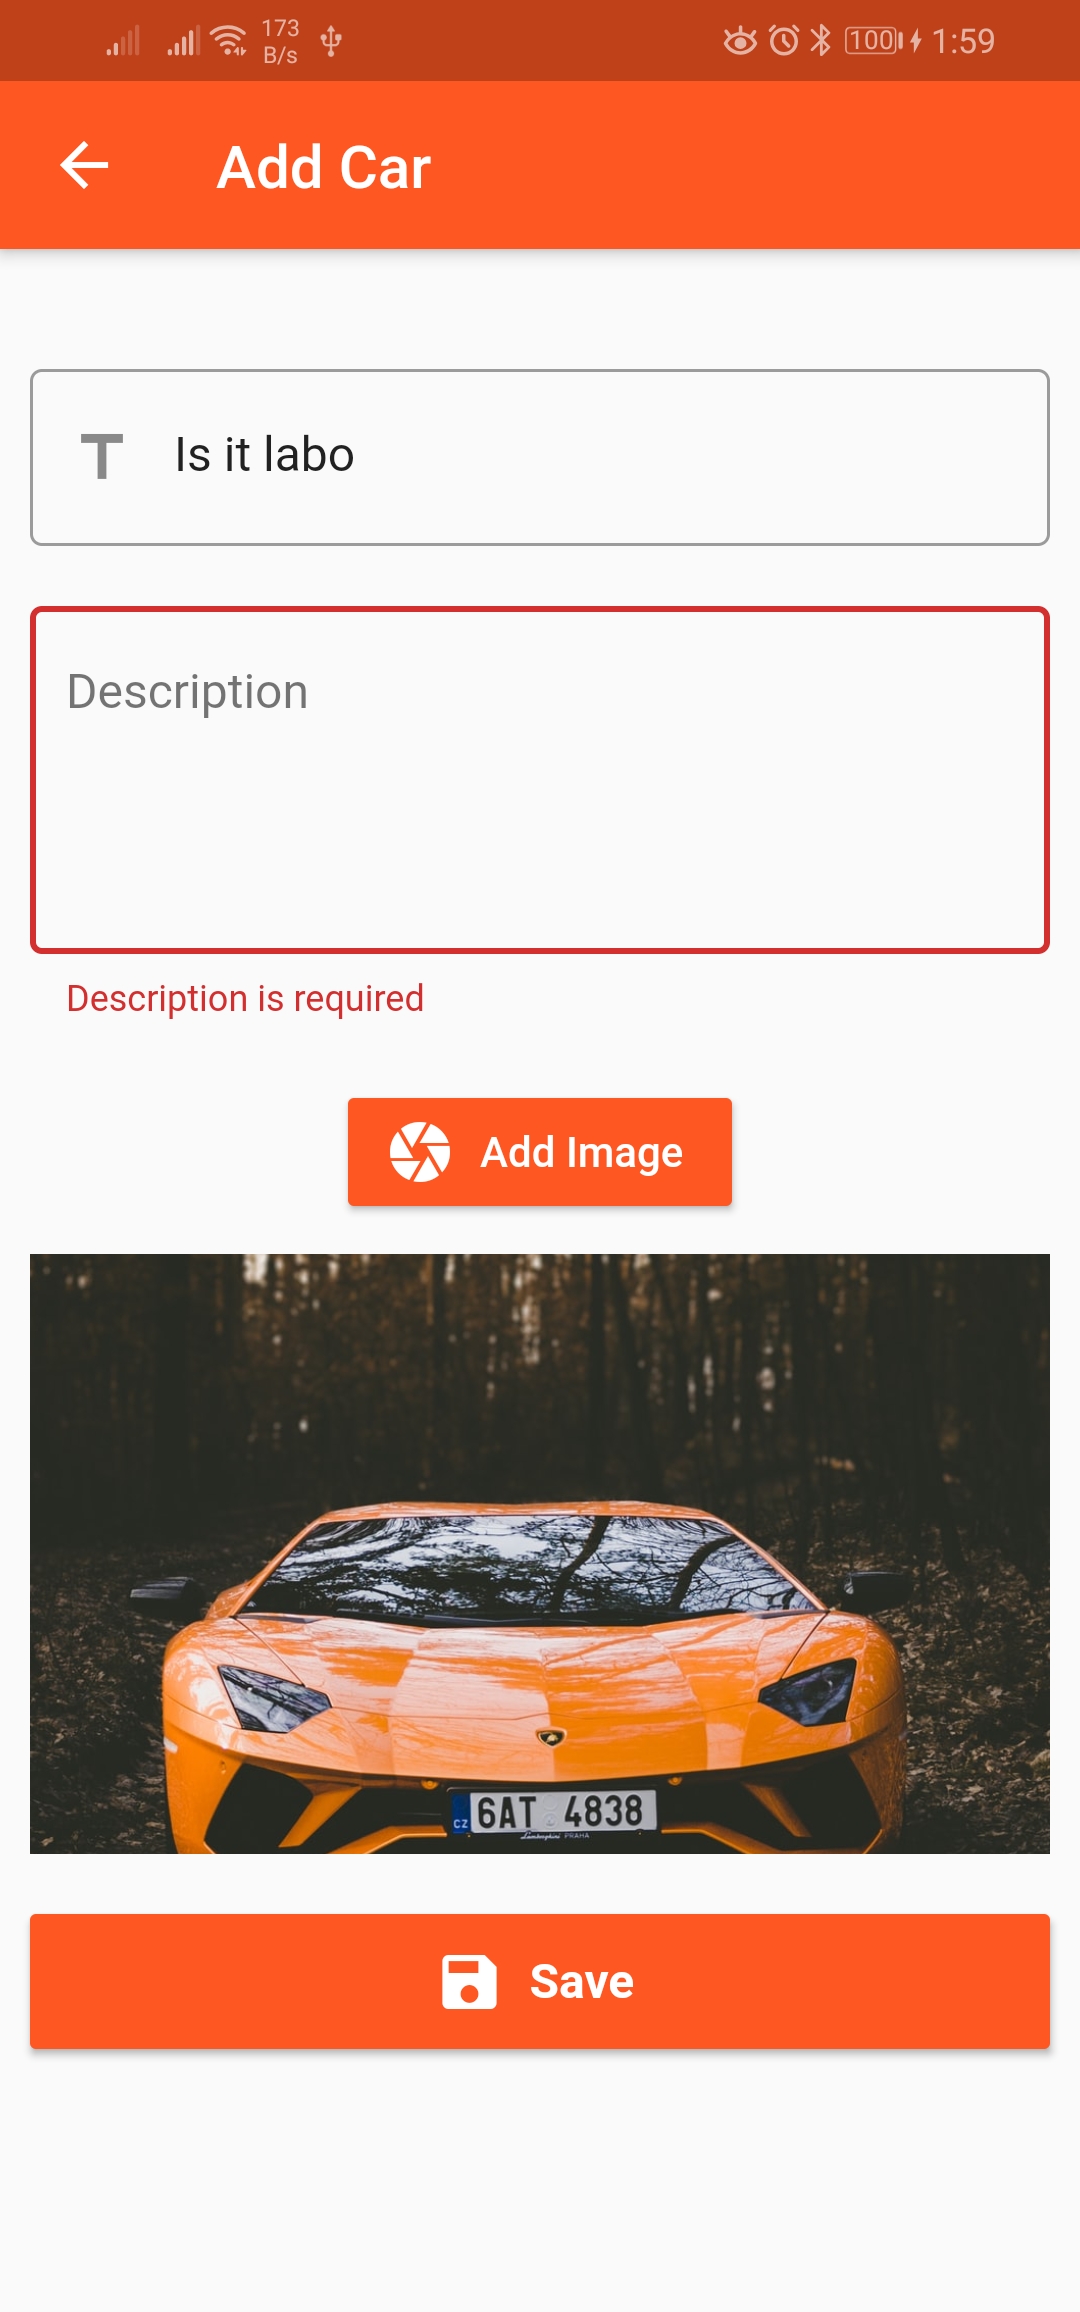 173
B/s
100
1:59
Add Car
Is it labo
Description
Description is required
Add Image
CZ 6AT 4838
Lamborghini PRAHA
Save